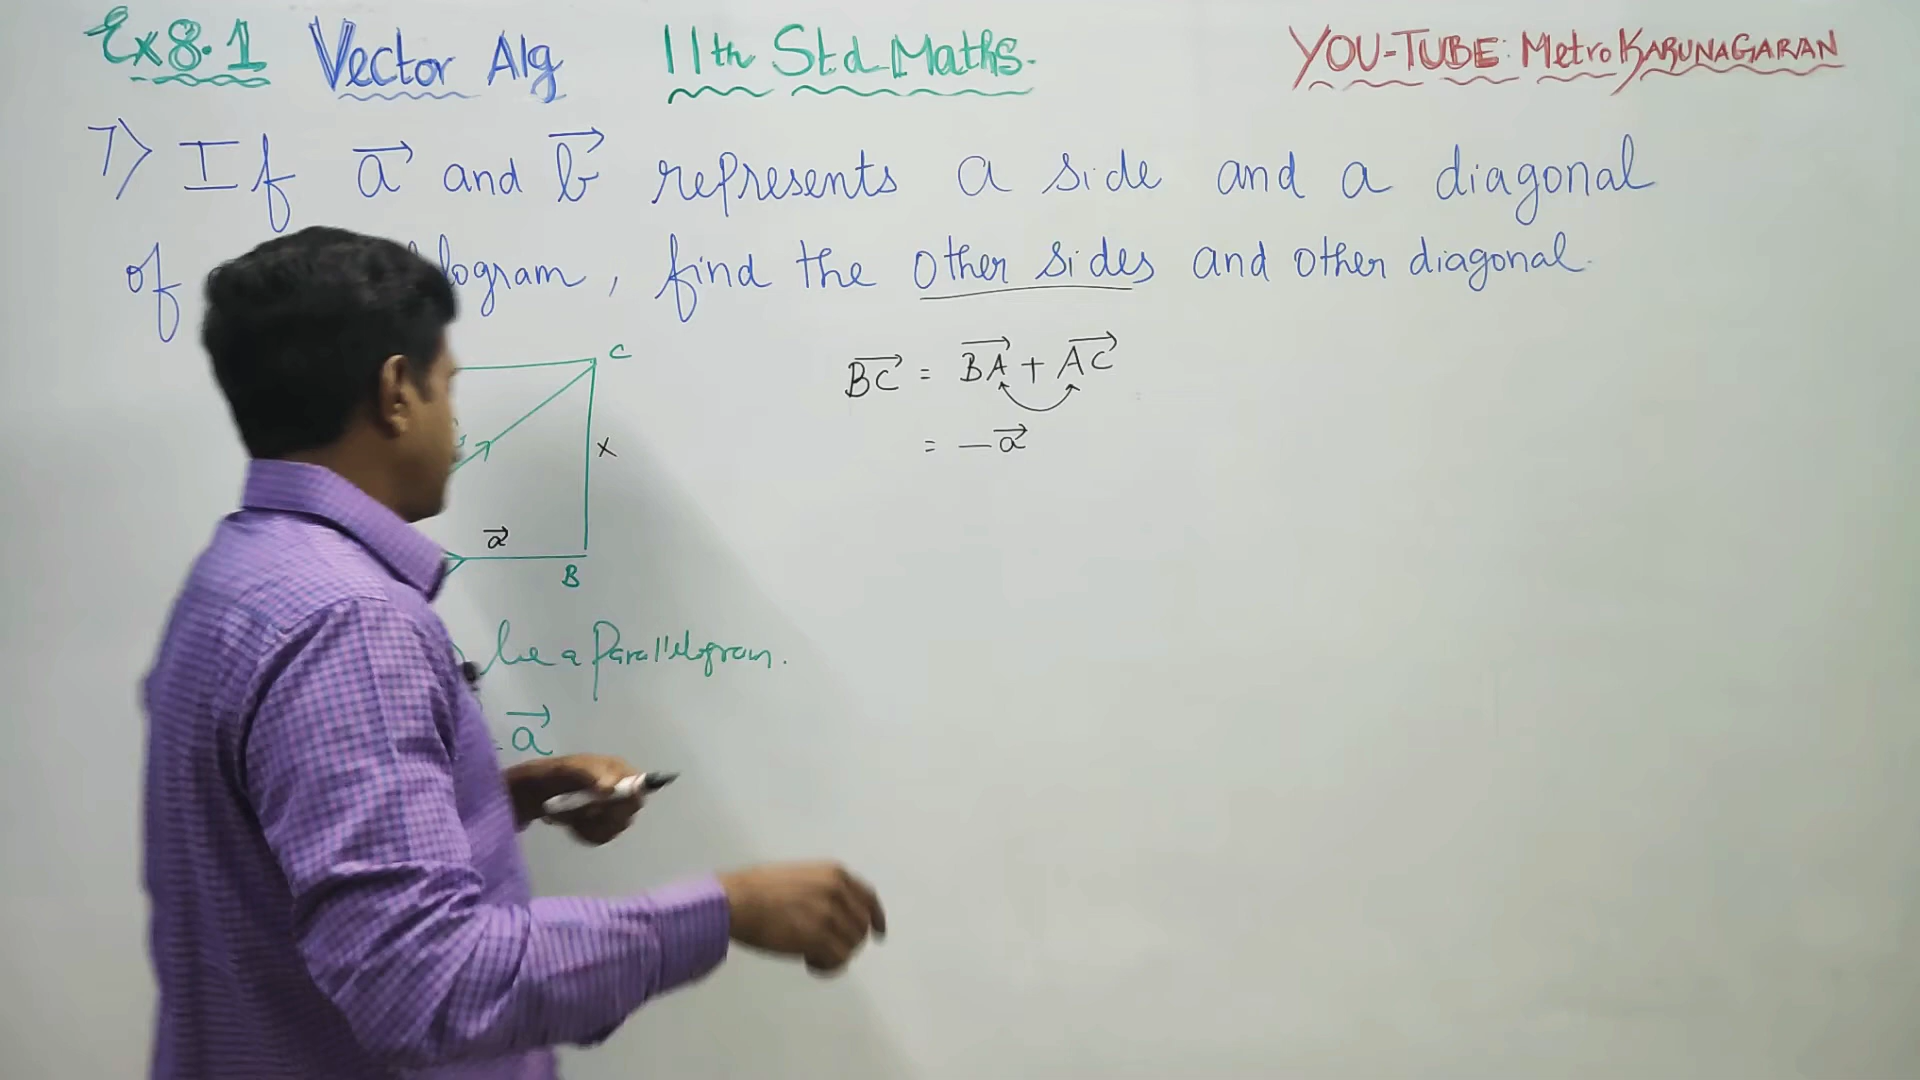 Ex 8.1 Vector Alg 11th Std Maths. YOU-TUBE: Metro KARUNAGARAN
7) If a⃗ and b⃗ represents a side and a diagonal
of , find the other sides and other diagonal.
C
a⃗
B
x
be a Parallelogram.
= a⃗
BC⃗ = BA⃗ + AC⃗
= −a⃗